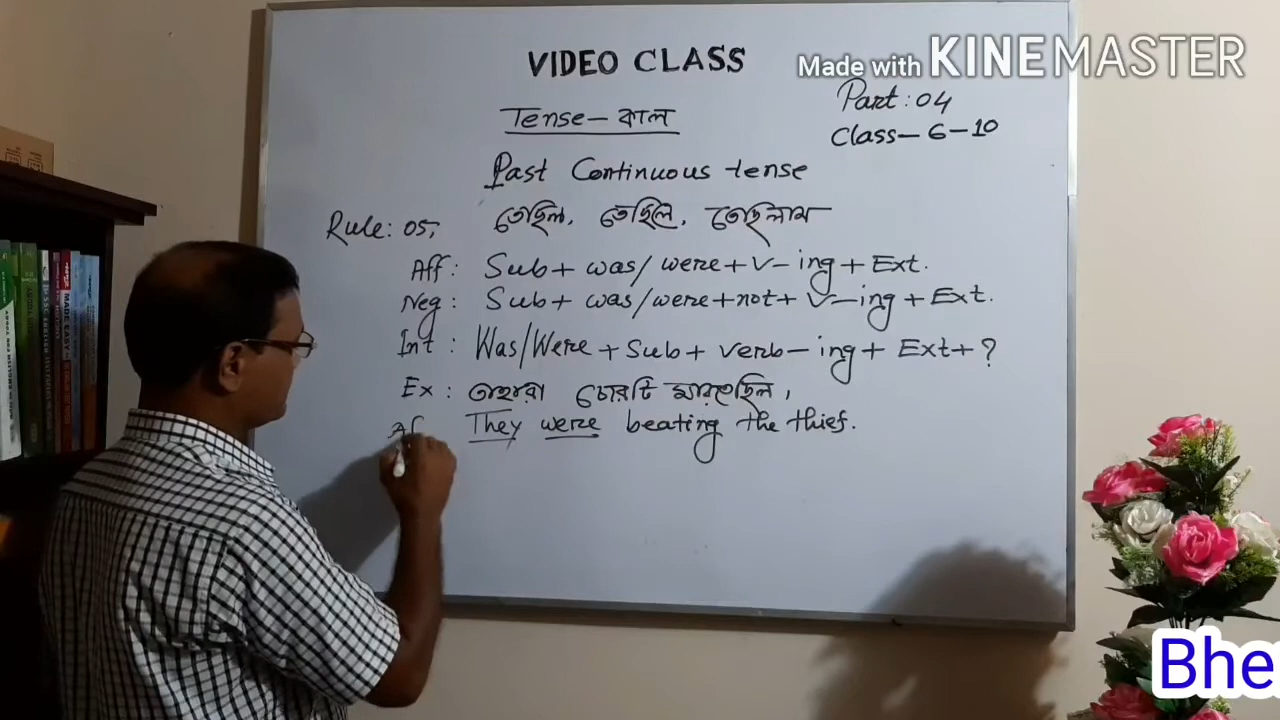 VIDEO CLASS
Made with KINEMASTER
Part: 04
Tense – কাল
Class – 6 – 10
Past Continuous tense
Rule: 05, তেছিল, তেছিলে, তেছিলাম
Aff: Sub + was/were + V-ing + Ext.
Neg: Sub + was/were + not + V-ing + Ext.
Int: Was/Were + Sub + verb-ing + Ext + ?
Ex: তাহারা চোরটি মারতেছিল,
Af They were beating the thief.
Bhe